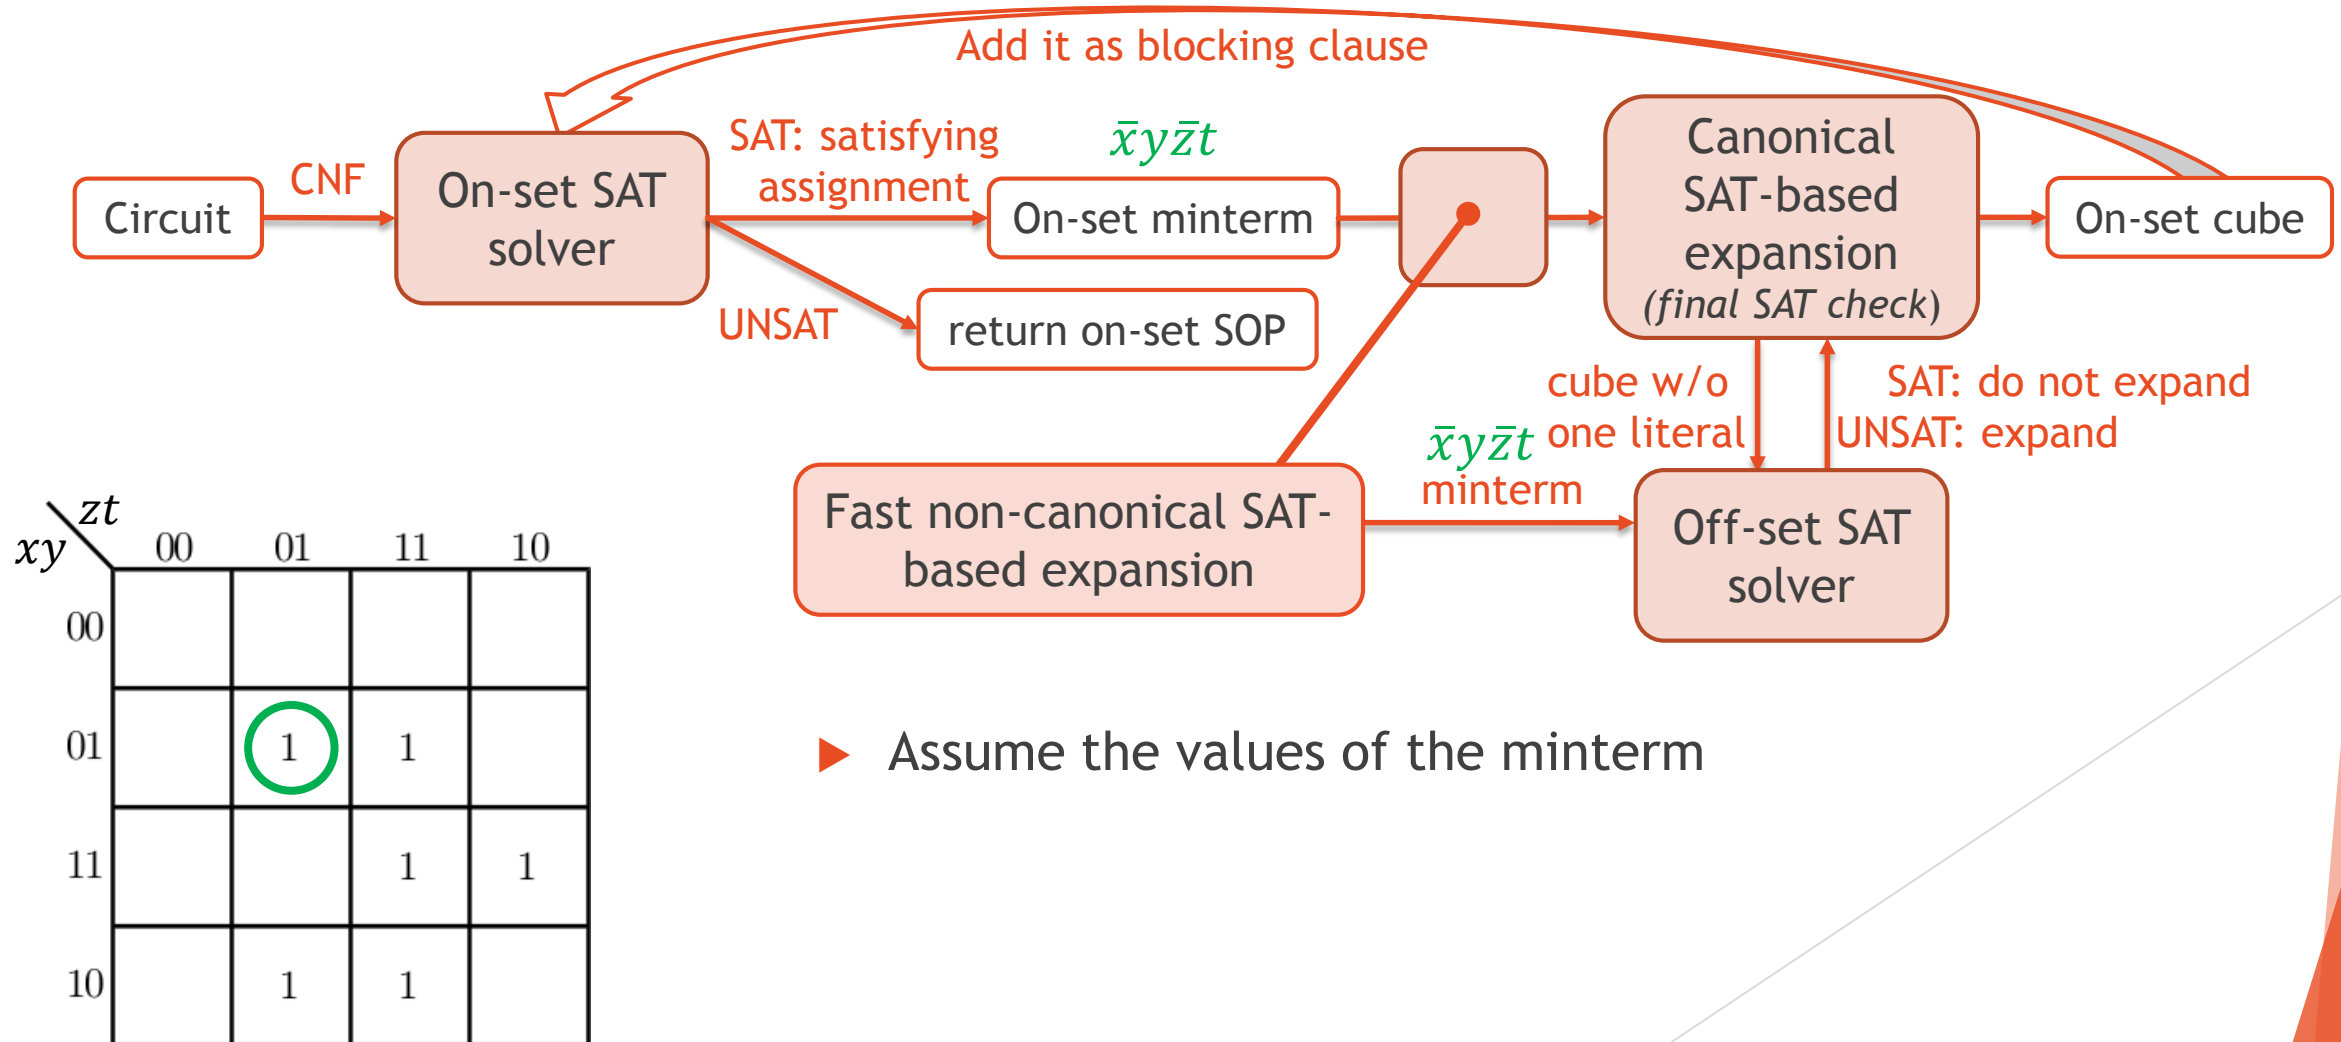 Add it as blocking clause
Circuit
CNF
On-set SAT
solver
SAT: satisfying
assignment
UNSAT
x̄yz̄t
On-set minterm
return on-set SOP
Canonical
SAT-based
expansion
(final SAT check)
On-set cube
cube w/o
one literal
SAT: do not expand
UNSAT: expand
Fast non-canonical SAT-
based expansion
x̄yz̄t
minterm
Off-set SAT
solver
zt
xy
00 01 11 10
00
01 1 1
11 1 1
10 1 1
Assume the values of the minterm